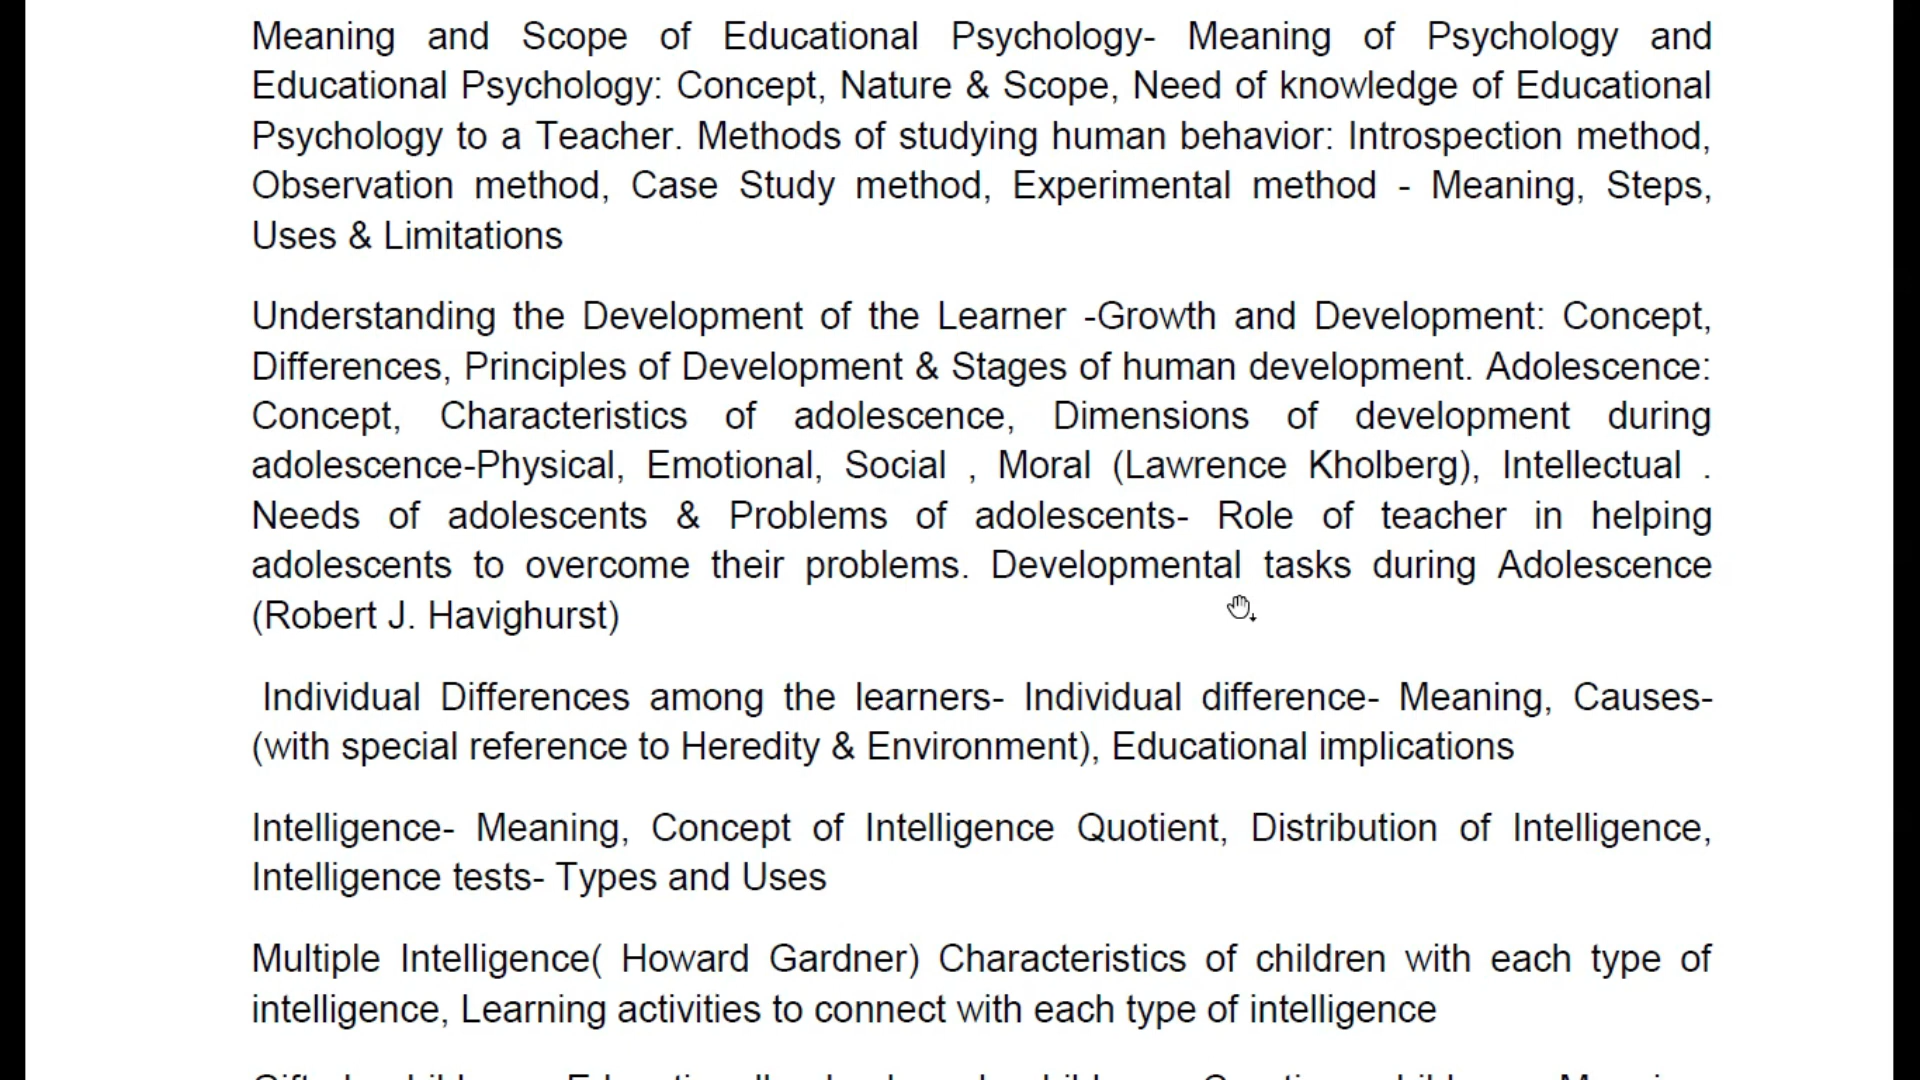 Meaning and Scope of Educational Psychology- Meaning of Psychology and
Educational Psychology: Concept, Nature & Scope, Need of knowledge of Educational
Psychology to a Teacher. Methods of studying human behavior: Introspection method,
Observation method, Case Study method, Experimental method - Meaning, Steps,
Uses & Limitations
Understanding the Development of the Learner -Growth and Development: Concept,
Differences, Principles of Development & Stages of human development. Adolescence:
Concept, Characteristics of adolescence, Dimensions of development during
adolescence-Physical, Emotional, Social , Moral (Lawrence Kholberg), Intellectual .
Needs of adolescents & Problems of adolescents- Role of teacher in helping
adolescents to overcome their problems. Developmental tasks during Adolescence
(Robert J. Havighurst)
Individual Differences among the learners- Individual difference- Meaning, Causes-
(with special reference to Heredity & Environment), Educational implications
Intelligence- Meaning, Concept of Intelligence Quotient, Distribution of Intelligence,
Intelligence tests- Types and Uses
Multiple Intelligence( Howard Gardner) Characteristics of children with each type of
intelligence, Learning activities to connect with each type of intelligence